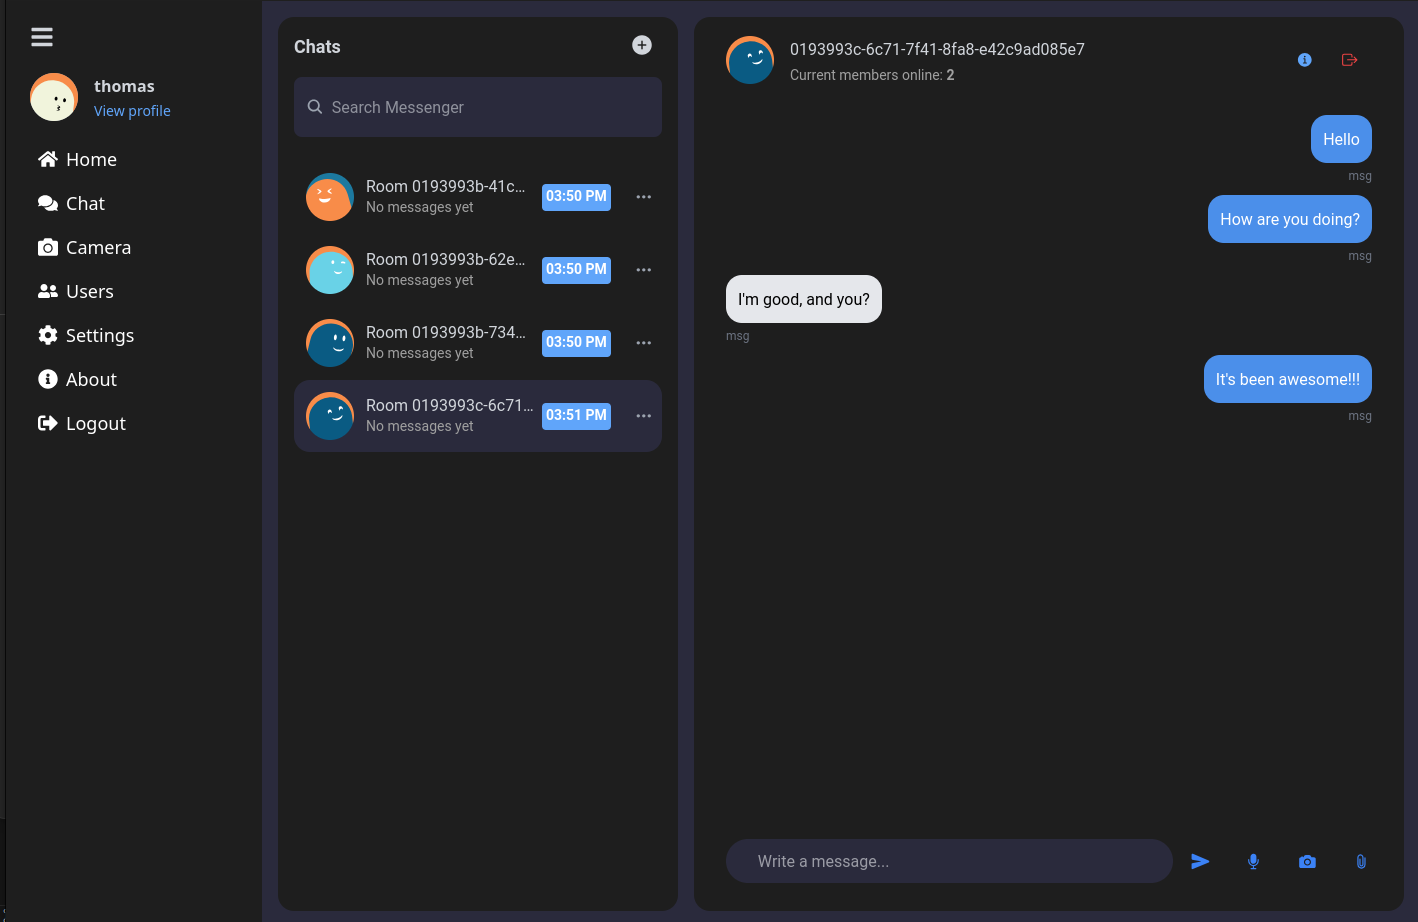 thomas
View profile
Home
Chat
Camera
Users
Settings
About
Logout
Chats
Search Messenger
Room 0193993b-41c...
No messages yet
03:50 PM
Room 0193993b-62e...
No messages yet
03:50 PM
Room 0193993b-734...
No messages yet
03:50 PM
Room 0193993c-6c71...
No messages yet
03:51 PM
0193993c-6c71-7f41-8fa8-e42c9ad085e7
Current members online: 2
Hello
msg
How are you doing?
msg
I'm good, and you?
msg
It's been awesome!!!
msg
Write a message...